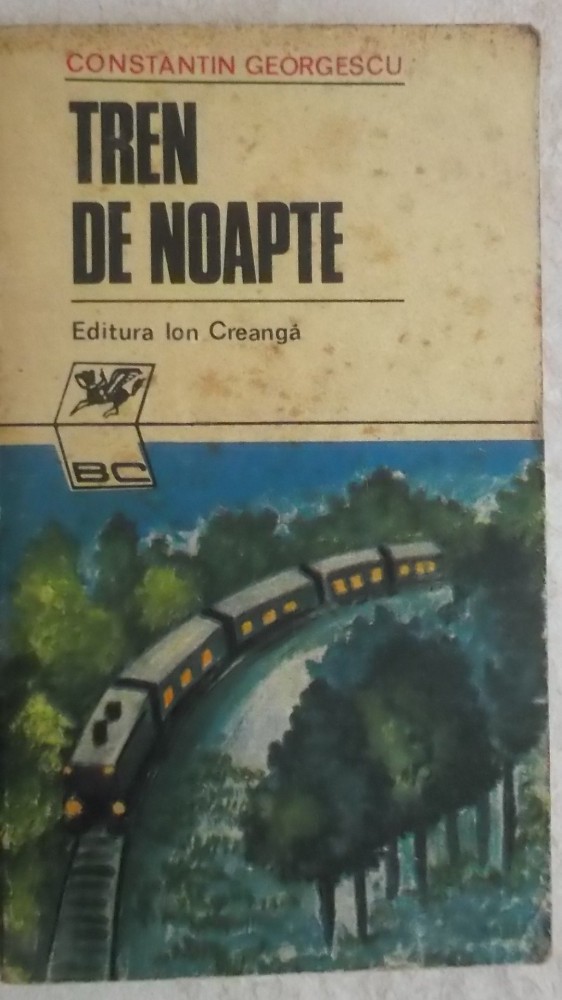 CONSTANTIN GEORGESCU
TREN
DE NOAPTE
Editura Ion Creangă
BC